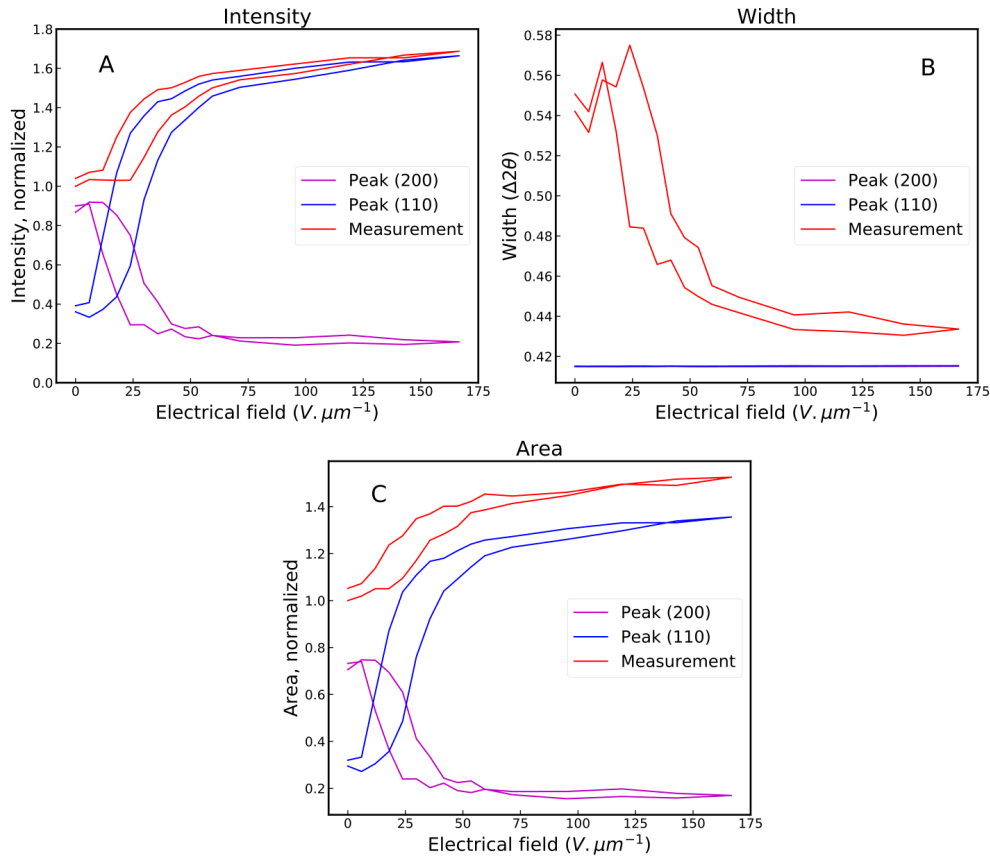 Intensity
A
Intensity, normalized
1.8
1.6
1.4
1.2
1.0
0.8
0.6
0.4
0.2
0.0
Peak (200)
Peak (110)
Measurement
0 25 50 75 100 125 150 175
Electrical field (V.μm⁻¹)
Width
B
Width (Δ2θ)
0.58
0.56
0.54
0.52
0.50
0.48
0.46
0.44
0.42
Peak (200)
Peak (110)
Measurement
0 25 50 75 100 125 150 175
Electrical field (V.μm⁻¹)
Area
C
Area, normalized
1.4
1.2
1.0
0.8
0.6
0.4
0.2
Peak (200)
Peak (110)
Measurement
0 25 50 75 100 125 150 175
Electrical field (V.μm⁻¹)